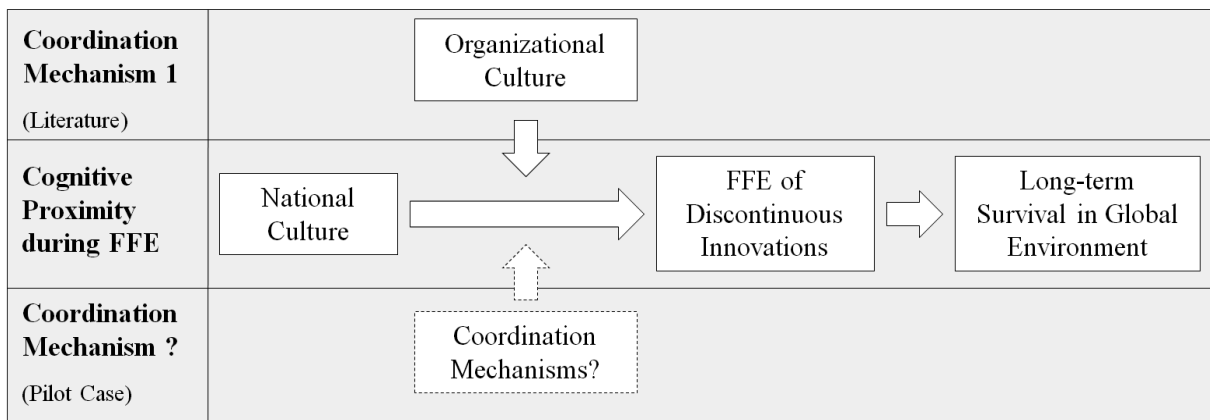 Coordination
Mechanism 1
(Literature)
Organizational
Culture
Cognitive
Proximity
during FFE
National
Culture
FFE of
Discontinuous
Innovations
Long-term
Survival in Global
Environment
Coordination
Mechanism ?
(Pilot Case)
Coordination
Mechanisms?